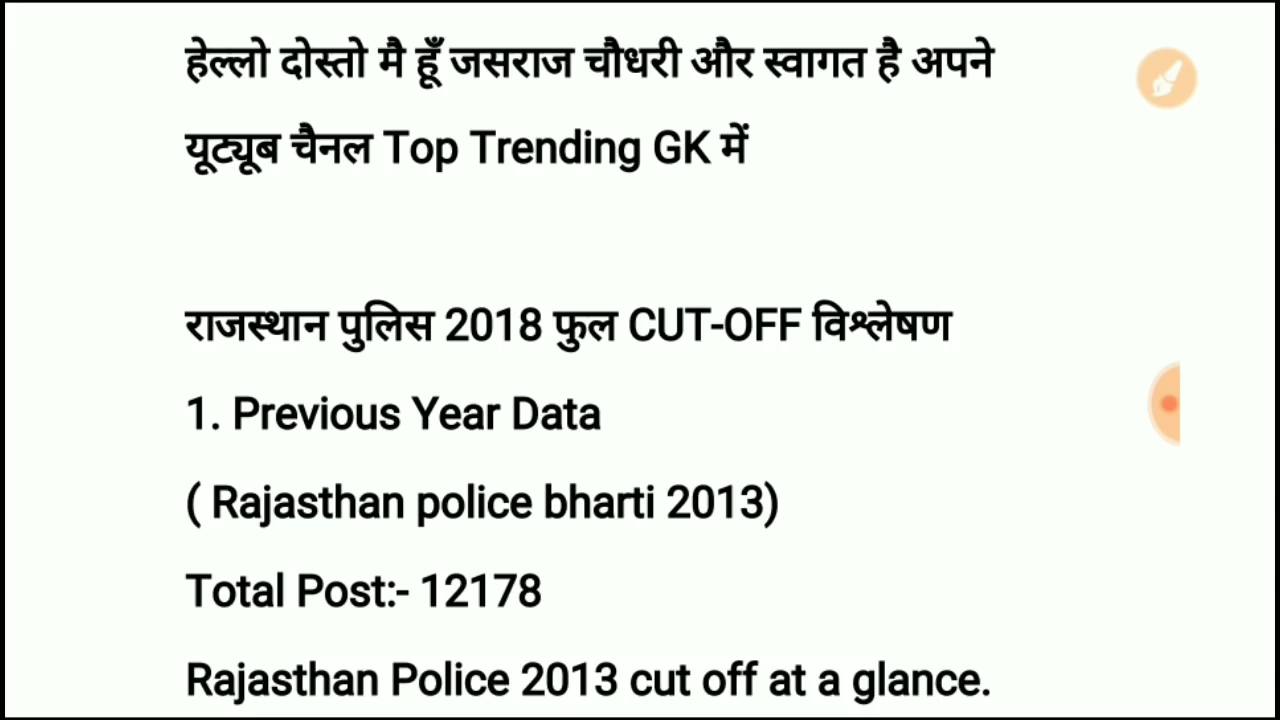 हेल्लो दोस्तो मै हूँ जसराज चौधरी और स्वागत है अपने
यूट्यूब चैनल Top Trending GK में
राजस्थान पुलिस 2018 फुल CUT-OFF विश्लेषण
1. Previous Year Data
( Rajasthan police bharti 2013)
Total Post:- 12178
Rajasthan Police 2013 cut off at a glance.